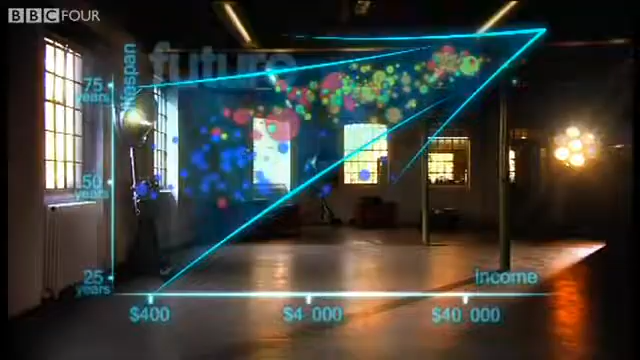 BBC FOUR
future
lifespan
75
years
50
years
25
years
income
$400
$4 000
$40 000